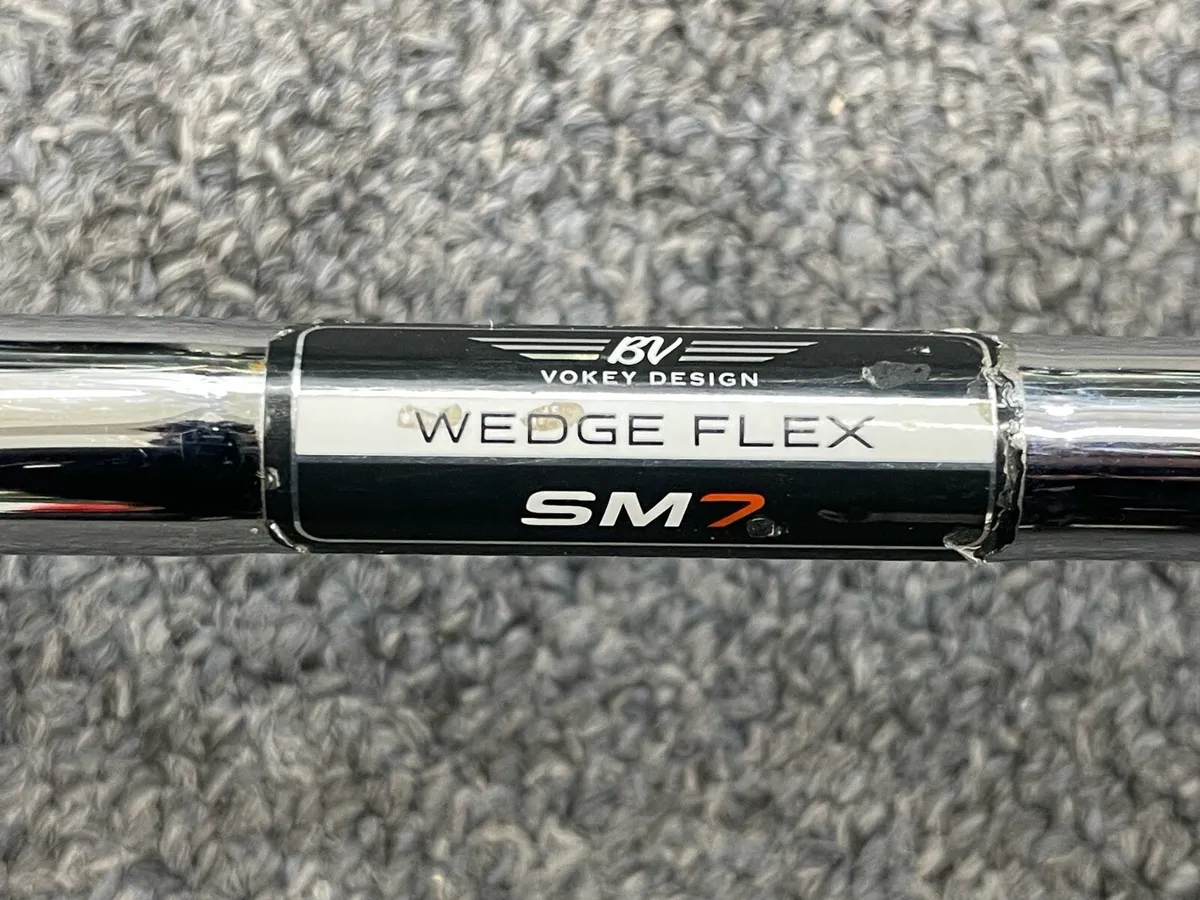 BV
VOKEY DESIGN
WEDGE FLEX
SM7